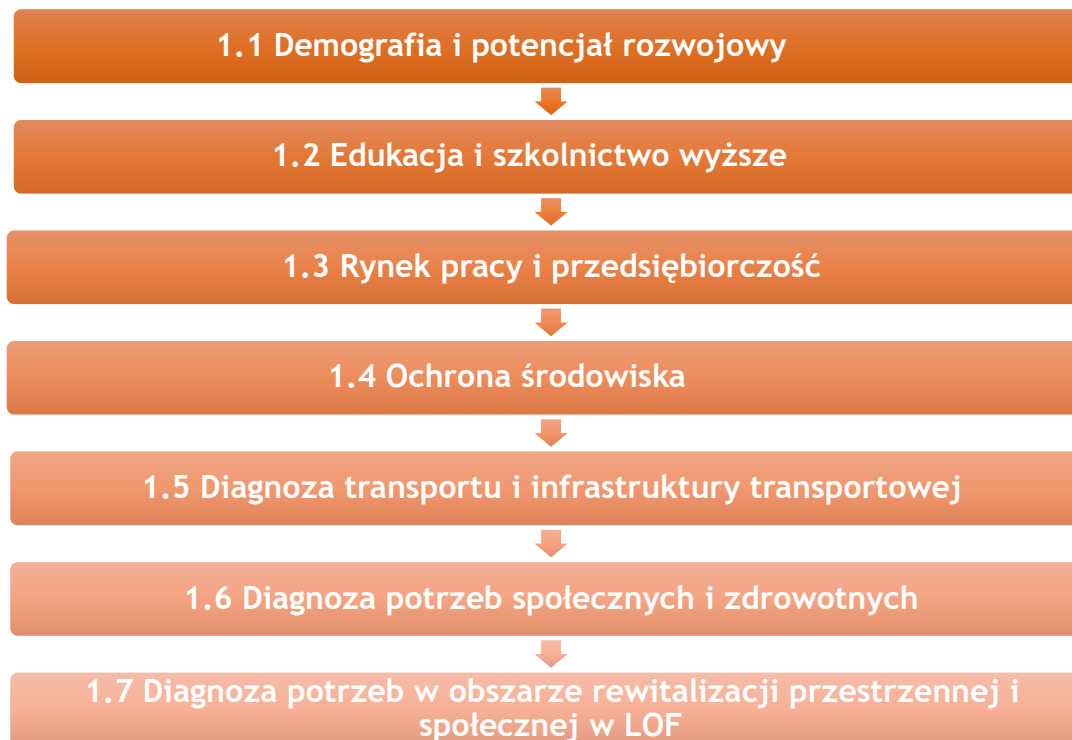 1.1 Demografia i potencjał rozwojowy
1.2 Edukacja i szkolnictwo wyższe
1.3 Rynek pracy i przedsiębiorczość
1.4 Ochrona środowiska
1.5 Diagnoza transportu i infrastruktury transportowej
1.6 Diagnoza potrzeb społecznych i zdrowotnych
1.7 Diagnoza potrzeb w obszarze rewitalizacji przestrzennej i
społecznej w LOF